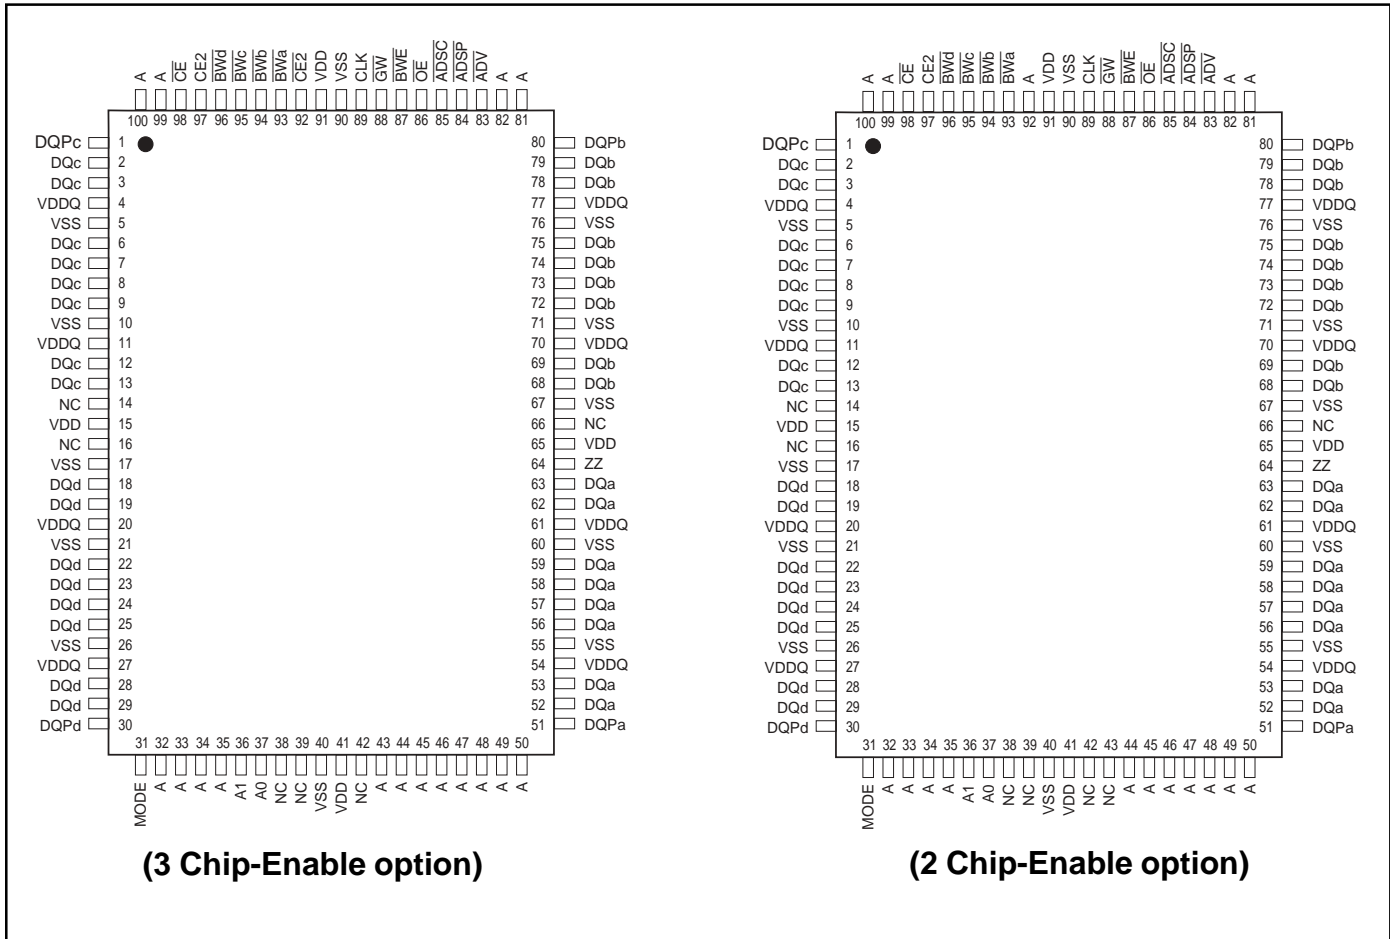 A A CE CE2 BWd BWc BWb BWa CE2 VDD VSS CLK GW BWE OE ADSC ADSP ADV A A
100 99 98 97 96 95 94 93 92 91 90 89 88 87 86 85 84 83 82 81
DQPc 1 80 DQPb
DQc 2 79 DQb
DQc 3 78 DQb
VDDQ 4 77 VDDQ
VSS 5 76 VSS
DQc 6 75 DQb
DQc 7 74 DQb
DQc 8 73 DQb
DQc 9 72 DQb
VSS 10 71 VSS
VDDQ 11 70 VDDQ
DQc 12 69 DQb
DQc 13 68 DQb
NC 14 67 VSS
VDD 15 66 NC
NC 16 65 VDD
VSS 17 64 ZZ
DQd 18 63 DQa
DQd 19 62 DQa
VDDQ 20 61 VDDQ
VSS 21 60 VSS
DQd 22 59 DQa
DQd 23 58 DQa
DQd 24 57 DQa
DQd 25 56 DQa
VSS 26 55 VSS
VDDQ 27 54 VDDQ
DQd 28 53 DQa
DQd 29 52 DQa
DQPd 30 51 DQPa
31 32 33 34 35 36 37 38 39 40 41 42 43 44 45 46 47 48 49 50
MODE A A A A A1 A0 NC NC VSS VDD NC A A A A A A A A
(3 Chip-Enable option)
A A CE CE2 BWd BWc BWb BWa A VDD VSS CLK GW BWE OE ADSC ADSP ADV A A
100 99 98 97 96 95 94 93 92 91 90 89 88 87 86 85 84 83 82 81
DQPc 1 80 DQPb
DQc 2 79 DQb
DQc 3 78 DQb
VDDQ 4 77 VDDQ
VSS 5 76 VSS
DQc 6 75 DQb
DQc 7 74 DQb
DQc 8 73 DQb
DQc 9 72 DQb
VSS 10 71 VSS
VDDQ 11 70 VDDQ
DQc 12 69 DQb
DQc 13 68 DQb
NC 14 67 VSS
VDD 15 66 NC
NC 16 65 VDD
VSS 17 64 ZZ
DQd 18 63 DQa
DQd 19 62 DQa
VDDQ 20 61 VDDQ
VSS 21 60 VSS
DQd 22 59 DQa
DQd 23 58 DQa
DQd 24 57 DQa
DQd 25 56 DQa
VSS 26 55 VSS
VDDQ 27 54 VDDQ
DQd 28 53 DQa
DQd 29 52 DQa
DQPd 30 51 DQPa
31 32 33 34 35 36 37 38 39 40 41 42 43 44 45 46 47 48 49 50
MODE A A A A A1 A0 NC NC VSS VDD NC NC A A A A A A A
(2 Chip-Enable option)